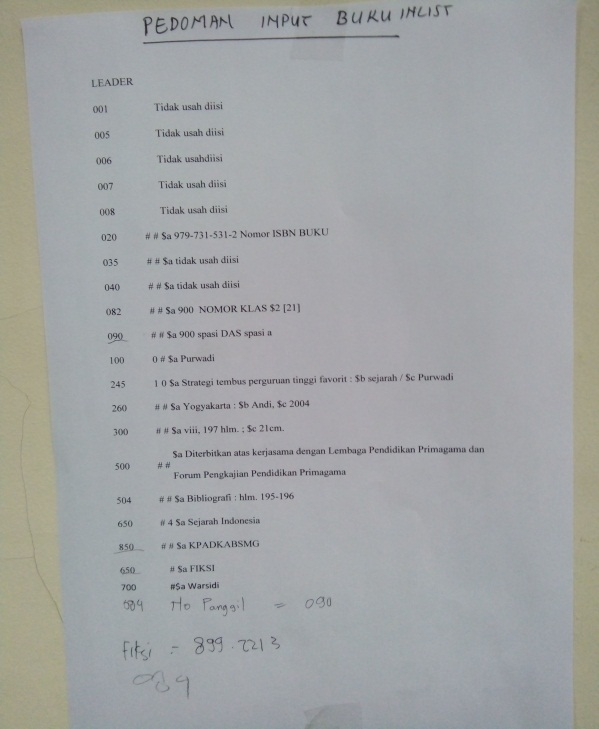 PEDOMAN INPUT BUKU INLIST
LEADER
001 Tidak usah diisi
005 Tidak usah diisi
006 Tidak usahdiisi
007 Tidak usah diisi
008 Tidak usah diisi
020 # # $a 979-731-531-2 Nomor ISBN BUKU
035 # # $a tidak usah diisi
040 # # $a tidak usah diisi
082 # # $a 900 NOMOR KLAS $2 [21]
090 # # $a 900 spasi DAS spasi a
100 0 # $a Purwadi
245 1 0 $a Strategi tembus perguruan tinggi favorit : $b sejarah / $c Purwadi
260 # # $a Yogyakarta : $b Andi, $c 2004
300 # # $a viii, 197 hlm. ; $c 21cm.
500 # # $a Diterbitkan atas kerjasama dengan Lembaga Pendidikan Primagama dan
Forum Pengkajian Pendidikan Primagama
504 # # $a Bibliografi : hlm. 195-196
650 # 4 $a Sejarah Indonesia
850 # # $a KPADKABSMG
650 # $a FIKSI
700 #$a Warsidi
084 No Panggil = 090
Fiksi = 899.2213
084